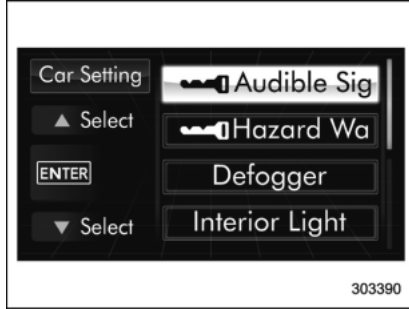 Car Setting
Audible Sig
▲ Select
Hazard Wa
ENTER
Defogger
▼ Select
Interior Light
303390